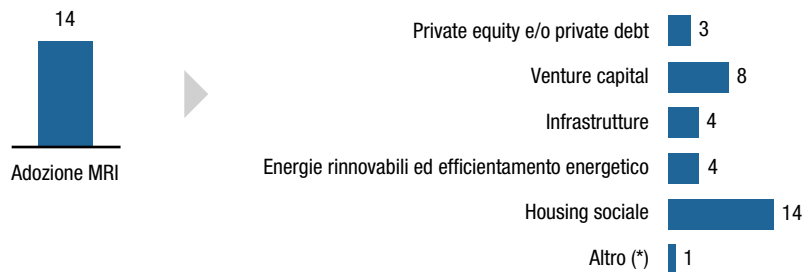 14
Adozione MRI
Private equity e/o private debt 3
Venture capital 8
Infrastrutture 4
Energie rinnovabili ed efficientamento energetico 4
Housing sociale 14
Altro (*) 1